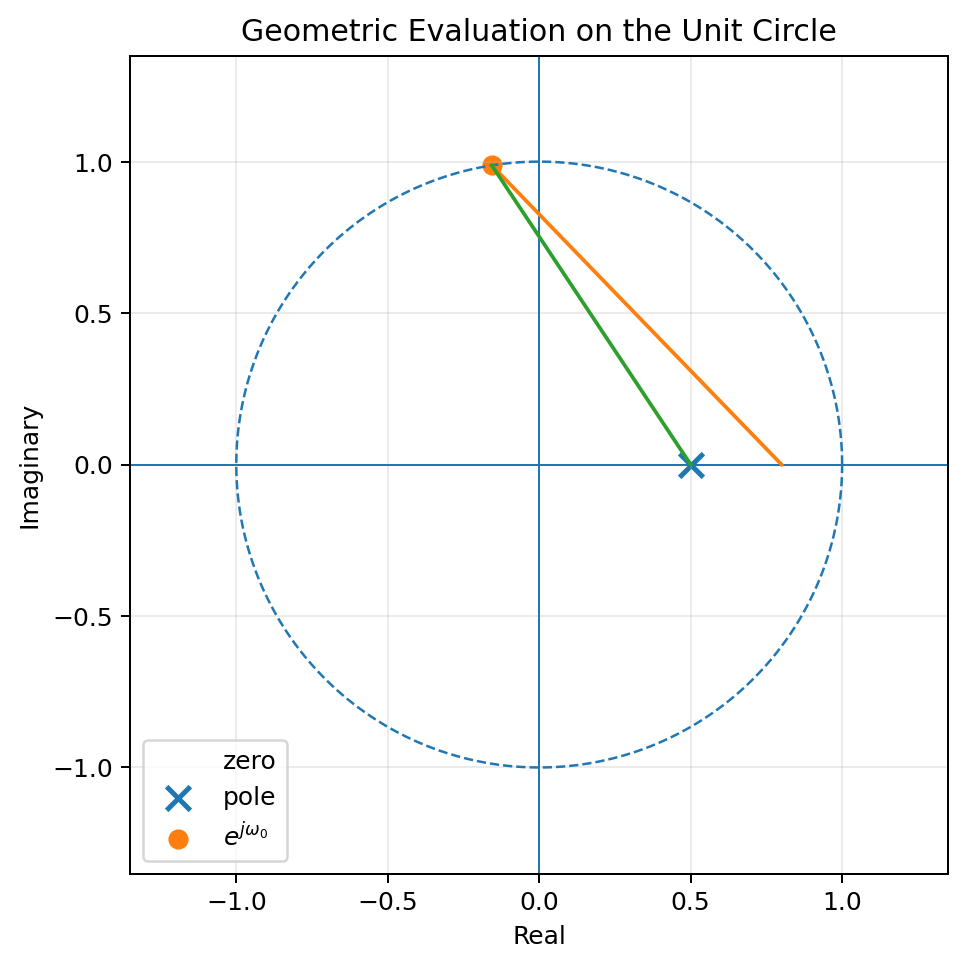 Geometric Evaluation on the Unit Circle
1.0
0.5
0.0
−0.5
−1.0
Imaginary
zero
pole
$e^{j\omega_0}$
−1.0 −0.5 0.0 0.5 1.0
Real